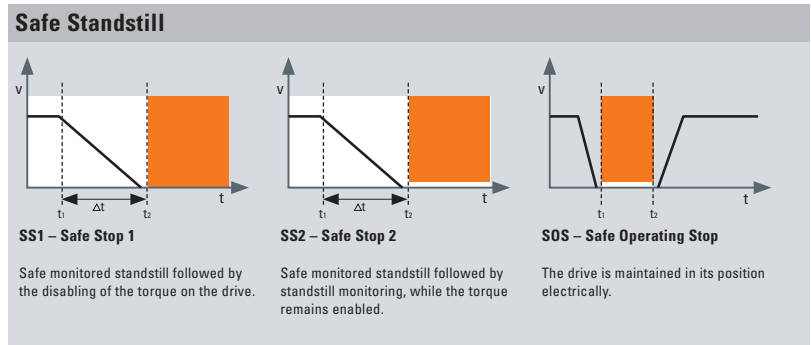 Safe Standstill
v
t
t1
Δt
t2
v
t
t1
Δt
t2
v
t
t1
t2
SS1 – Safe Stop 1
Safe monitored standstill followed by
the disabling of the torque on the drive.
SS2 – Safe Stop 2
Safe monitored standstill followed by
standstill monitoring, while the torque
remains enabled.
SOS – Safe Operating Stop
The drive is maintained in its position
electrically.